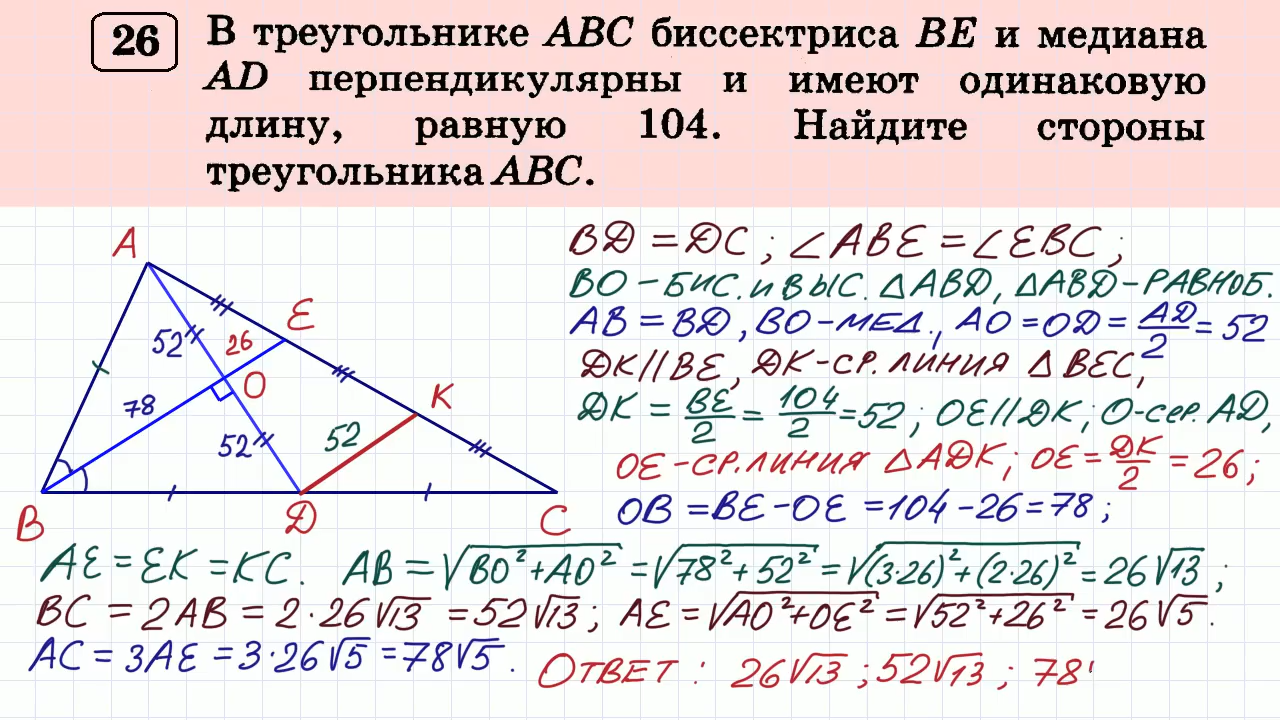 26
В треугольнике ABC биссектриса BE и медиана
AD перпендикулярны и имеют одинаковую
длину, равную 104. Найдите стороны
треугольника ABC.
A
E
52
26
O
K
78
52
52
B
D
C
BD = DC ; ∠ABE = ∠EBC ;
BO – БИС. И ВЫС. △ABD, △ABD – РАВНОБ.
AB = BD, BO – МЕД., AO = OD = AD/2 = 52
DK // BE, DK – СР. ЛИНИЯ △ BEC,
DK = BE/2 = 104/2 = 52 ; OE // DK ; O – сер. AD,
OE – СР. ЛИНИЯ △ADK ; OE = DK/2 = 26 ;
OB = BE – OE = 104 – 26 = 78 ;
AE = EK = KC. AB = √(BO² + AO²) = √(78² + 52²) = √((3·26)² + (2·26)²) = 26√13 ;
BC = 2AB = 2 · 26√13 = 52√13 ; AE = √(AO² + OE²) = √(52² + 26²) = 26√5.
AC = 3AE = 3·26√5 = 78√5.
ОТВЕТ : 26√13 ; 52√13 ; 78